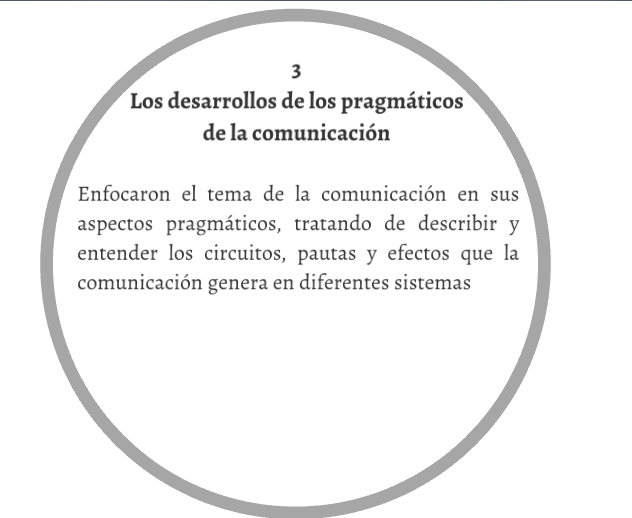 3
Los desarrollos de los pragmáticos
de la comunicación
Enfocaron el tema de la comunicación en sus
aspectos pragmáticos, tratando de describir y
entender los circuitos, pautas y efectos que la
comunicación genera en diferentes sistemas